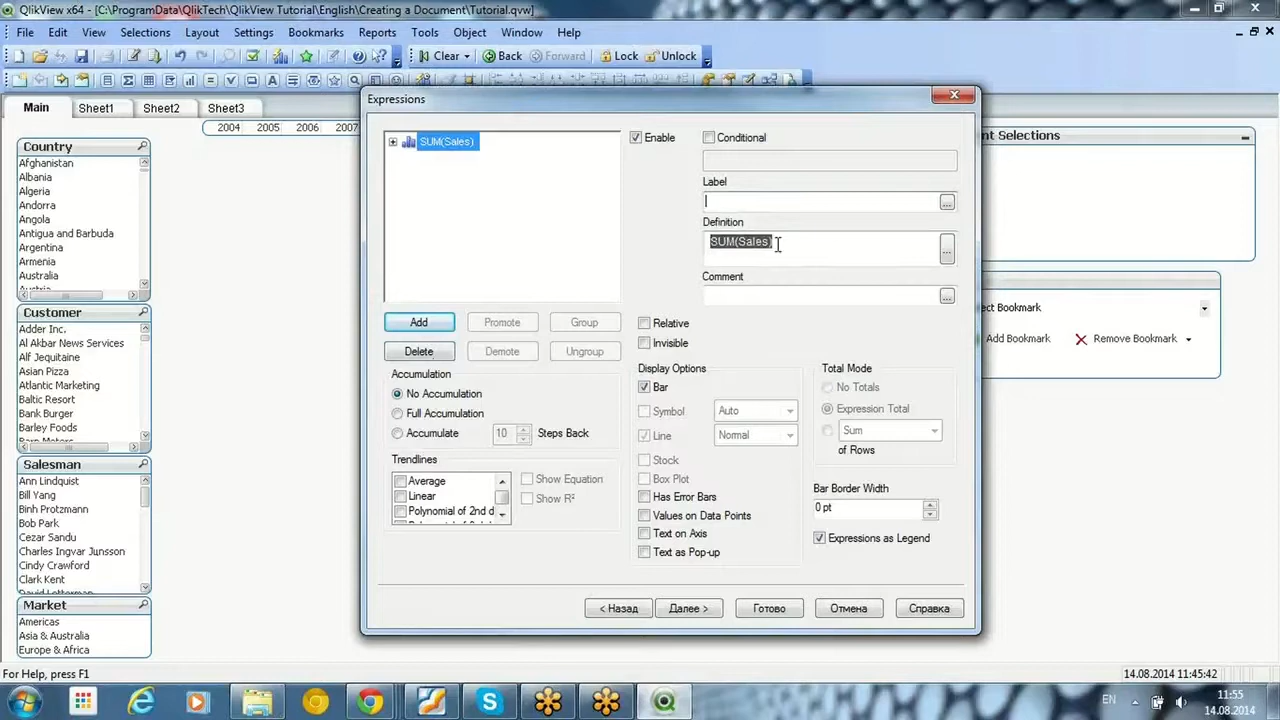 QlikView x64 - [C:\ProgramData\QlikTech\QlikView Tutorial\English\Creating a Document\Tutorial.qvw]
File Edit View Selections Layout Settings Bookmarks Reports Tools Object Window Help
Clear Back Forward Lock Unlock
Main Sheet1 Sheet2 Sheet3
2004 2005 2006 2007
Country
Afghanistan
Albania
Algeria
Andorra
Angola
Antigua and Barbuda
Argentina
Armenia
Australia
Austria
Customer
Adder Inc.
Al Akbar News Services
Alf Jequitaine
Asian Pizza
Atlantic Marketing
Baltic Resort
Bank Burger
Barley Foods
Barn Moters
Salesman
Ann Lindquist
Bill Yang
Binh Protzmann
Bob Park
Cezar Sandu
Charles Ingvar Junsson
Cindy Crawford
Clark Kent
David Letterman
Market
Americas
Asia & Australia
Europe & Africa
Expressions
SUM(Sales)
Enable
Conditional
Label
Definition
SUM(Sales)
Comment
Add Promote Group
Delete Demote Ungroup
Relative
Invisible
Accumulation
No Accumulation
Full Accumulation
Accumulate 10 Steps Back
Trendlines
Average
Linear
Polynomial of 2nd d
Show Equation
Show R²
Display Options
Bar
Symbol Auto
Line Normal
Stock
Box Plot
Has Error Bars
Values on Data Points
Text on Axis
Text as Pop-up
Total Mode
No Totals
Expression Total
Sum
of Rows
Bar Border Width
0 pt
Expressions as Legend
< Назад Далее > Готово Отмена Справка
nt Selections
ct Bookmark
Add Bookmark Remove Bookmark
For Help, press F1
14.08.2014 11:45:42
EN
11:55
14.08.2014